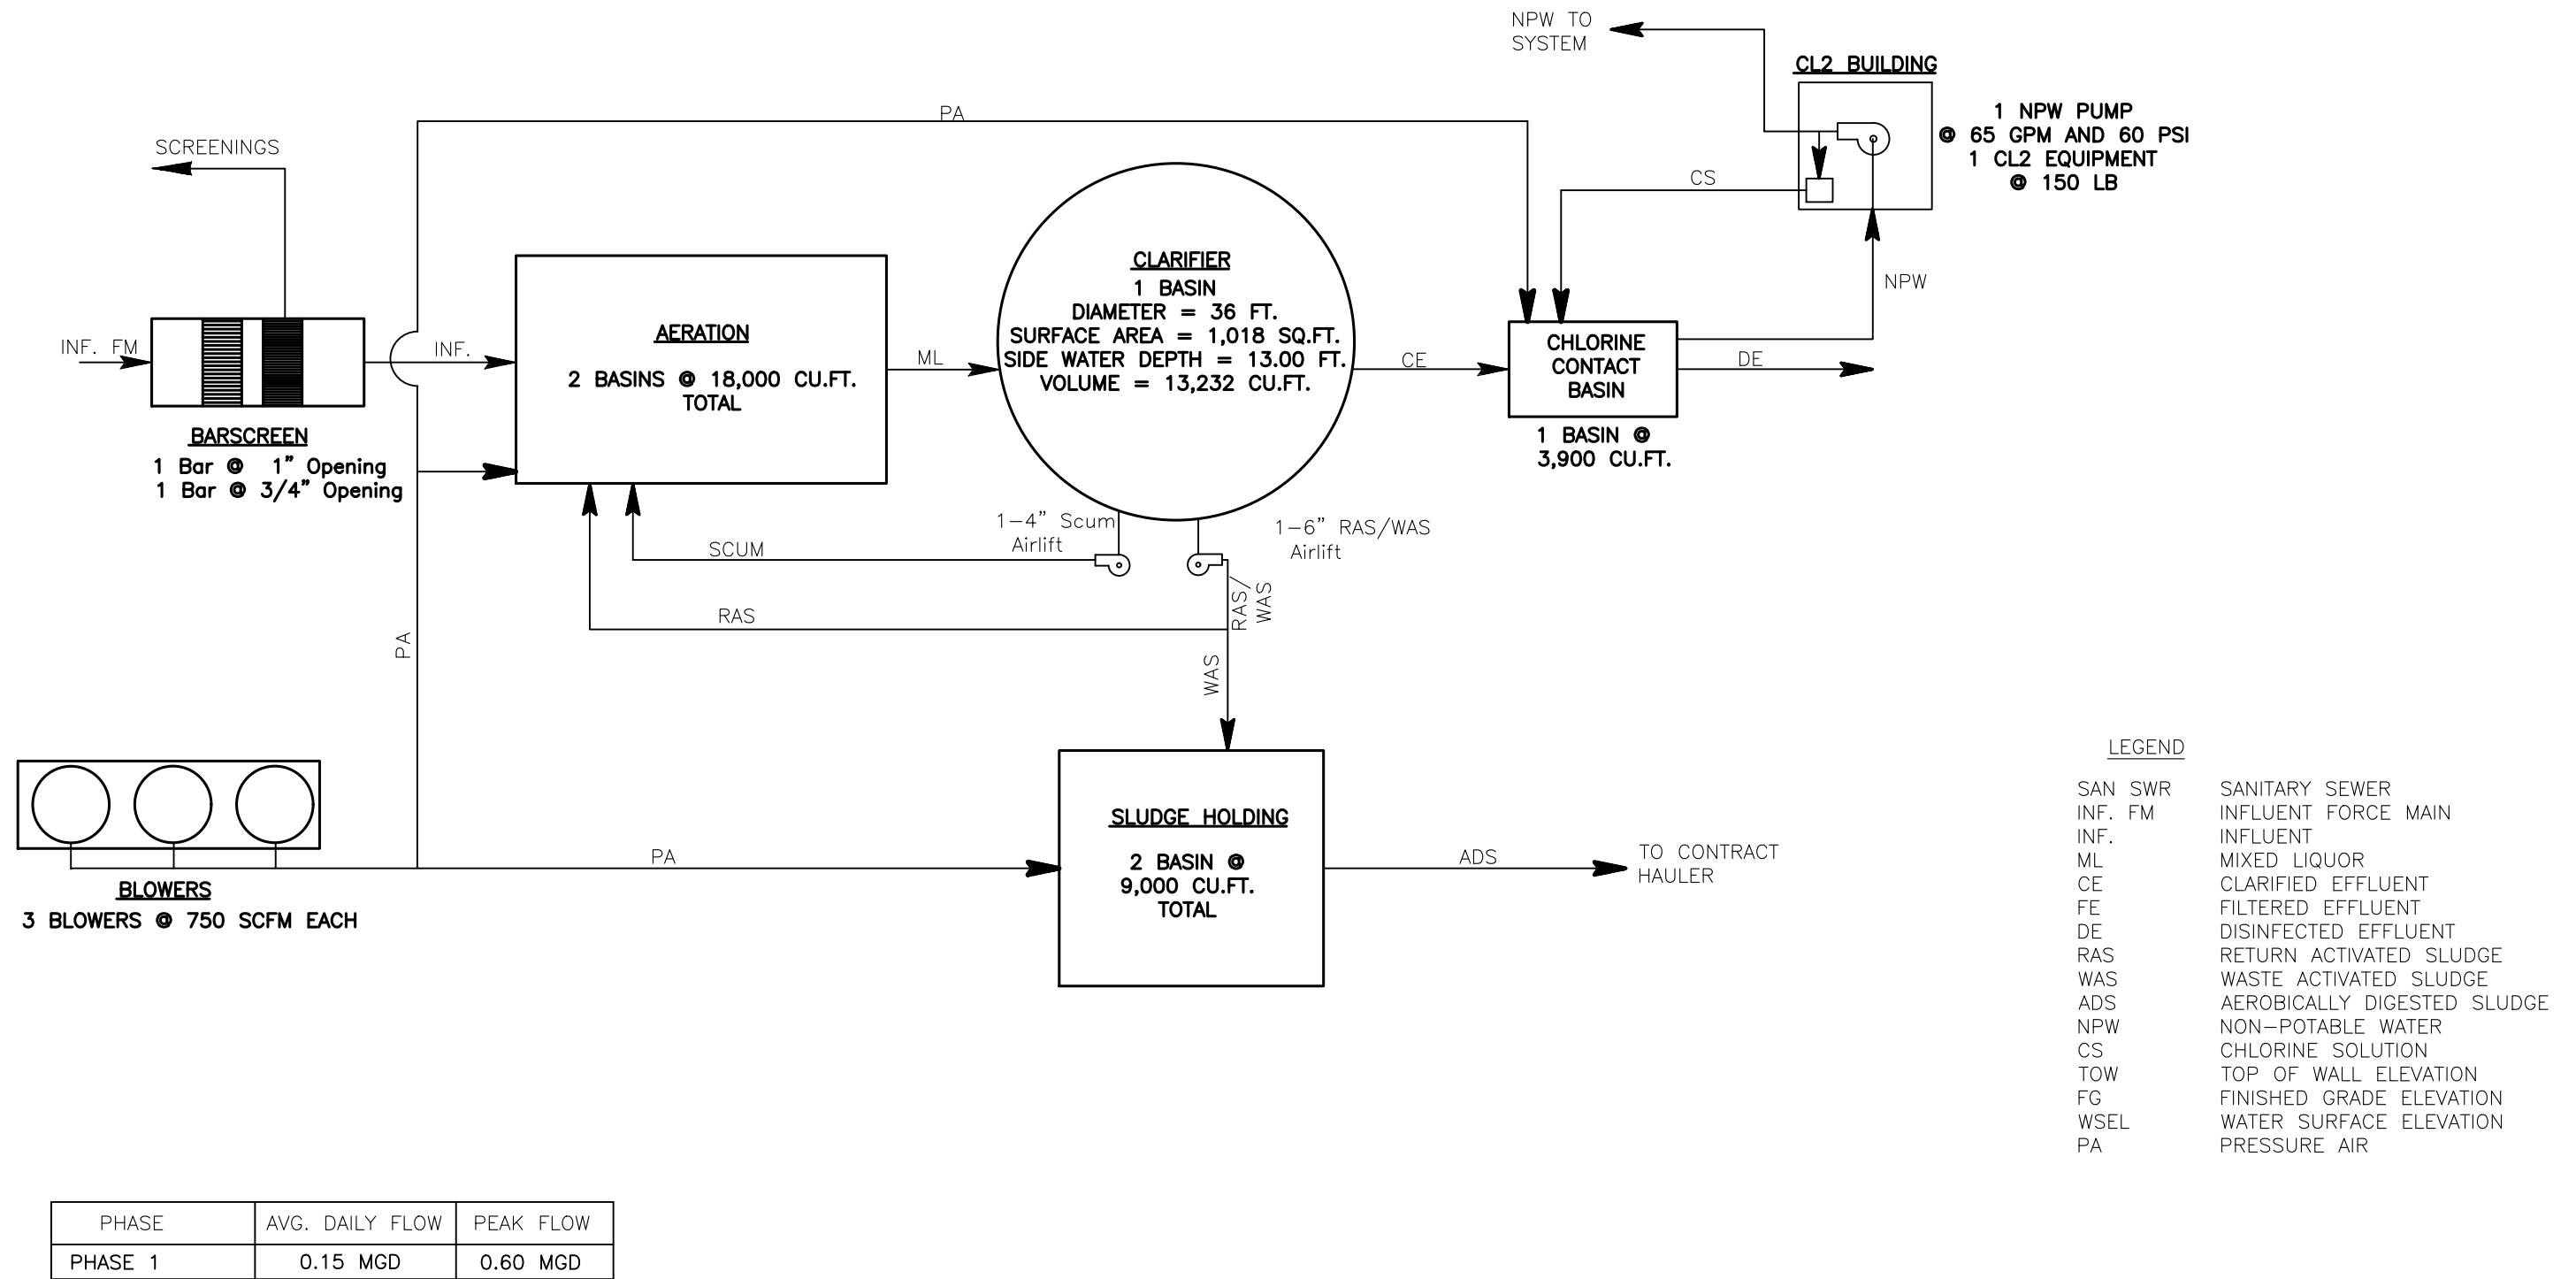 NPW TO
SYSTEM
CL2 BUILDING
1 NPW PUMP
@ 65 GPM AND 60 PSI
1 CL2 EQUIPMENT
@ 150 LB
PA
SCREENINGS
CS
NPW
INF. FM
INF.
BARSCREEN
1 Bar @ 1" Opening
1 Bar @ 3/4" Opening
AERATION
2 BASINS @ 18,000 CU.FT.
TOTAL
ML
CLARIFIER
1 BASIN
DIAMETER = 36 FT.
SURFACE AREA = 1,018 SQ.FT.
SIDE WATER DEPTH = 13.00 FT.
VOLUME = 13,232 CU.FT.
CE
CHLORINE
CONTACT
BASIN
DE
1 BASIN @
3,900 CU.FT.
1-4" Scum
Airlift
1-6" RAS/WAS
Airlift
SCUM
RAS
RAS/
WAS
WAS
PA
BLOWERS
3 BLOWERS @ 750 SCFM EACH
PA
SLUDGE HOLDING
2 BASIN @
9,000 CU.FT.
TOTAL
ADS
TO CONTRACT
HAULER
LEGEND
SAN SWR SANITARY SEWER
INF. FM INFLUENT FORCE MAIN
INF. INFLUENT
ML MIXED LIQUOR
CE CLARIFIED EFFLUENT
FE FILTERED EFFLUENT
DE DISINFECTED EFFLUENT
RAS RETURN ACTIVATED SLUDGE
WAS WASTE ACTIVATED SLUDGE
ADS AEROBICALLY DIGESTED SLUDGE
NPW NON-POTABLE WATER
CS CHLORINE SOLUTION
TOW TOP OF WALL ELEVATION
FG FINISHED GRADE ELEVATION
WSEL WATER SURFACE ELEVATION
PA PRESSURE AIR
PHASE AVG. DAILY FLOW PEAK FLOW
PHASE 1 0.15 MGD 0.60 MGD